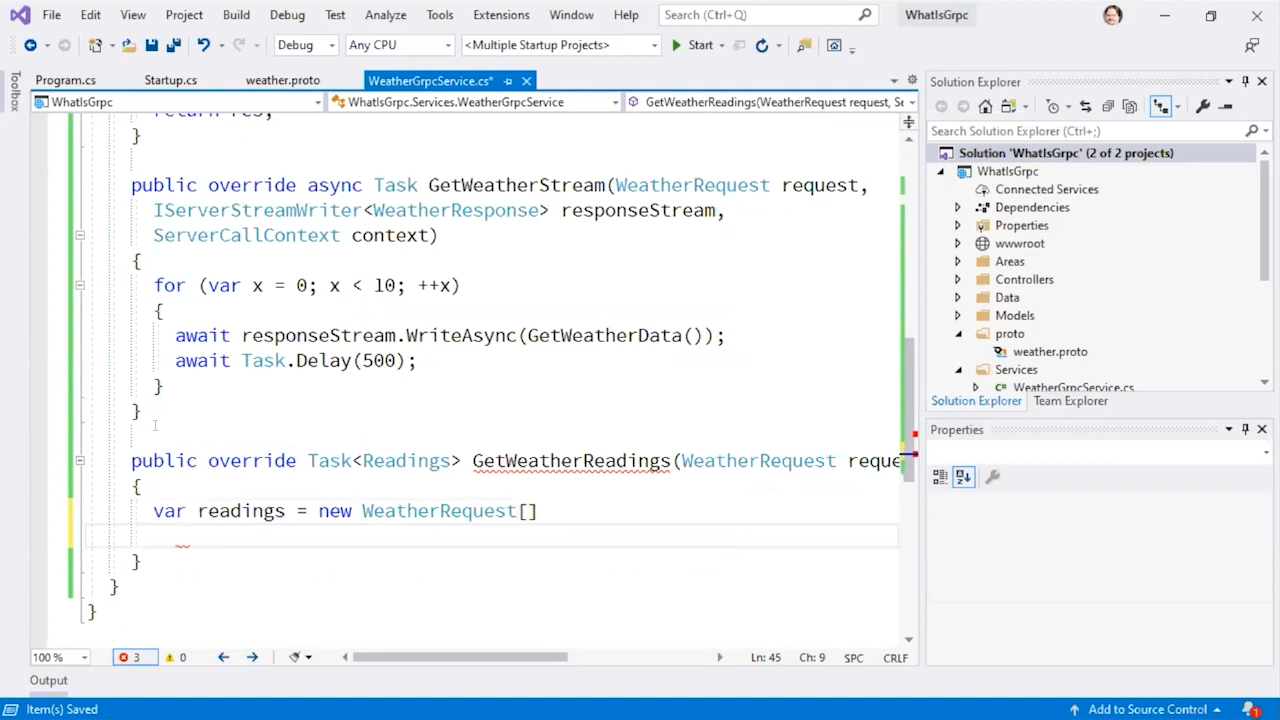 File Edit View Project Build Debug Test Analyze Tools Extensions Window Help Search (Ctrl+Q) WhatIsGrpc
Debug Any CPU <Multiple Startup Projects> Start
Toolbox
Program.cs Startup.cs weather.proto WeatherGrpcService.cs*
WhatIsGrpc WhatIsGrpc.Services.WeatherGrpcService GetWeatherReadings(WeatherRequest request, Se
return res;
}
public override async Task GetWeatherStream(WeatherRequest request,
IServerStreamWriter<WeatherResponse> responseStream,
ServerCallContext context)
{
for (var x = 0; x < 10; ++x)
{
await responseStream.WriteAsync(GetWeatherData());
await Task.Delay(500);
}
}
public override Task<Readings> GetWeatherReadings(WeatherRequest reque
{
var readings = new WeatherRequest[]
}
}
}
100 % 3 0 Ln: 45 Ch: 9 SPC CRLF
Output
Item(s) Saved Add to Source Control 1
Solution Explorer
Search Solution Explorer (Ctrl+;)
Solution 'WhatIsGrpc' (2 of 2 projects)
WhatIsGrpc
Connected Services
Dependencies
Properties
wwwroot
Areas
Controllers
Data
Models
proto
weather.proto
Services
WeatherGrpcService.cs
Solution Explorer Team Explorer
Properties